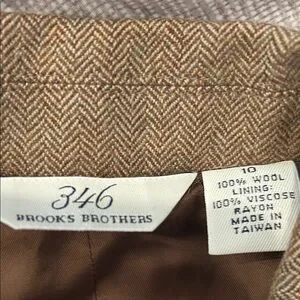 346
BROOKS BROTHERS
10
100% WOOL
LINING:
100% VISCOSE
RAYON
MADE IN
TAIWAN